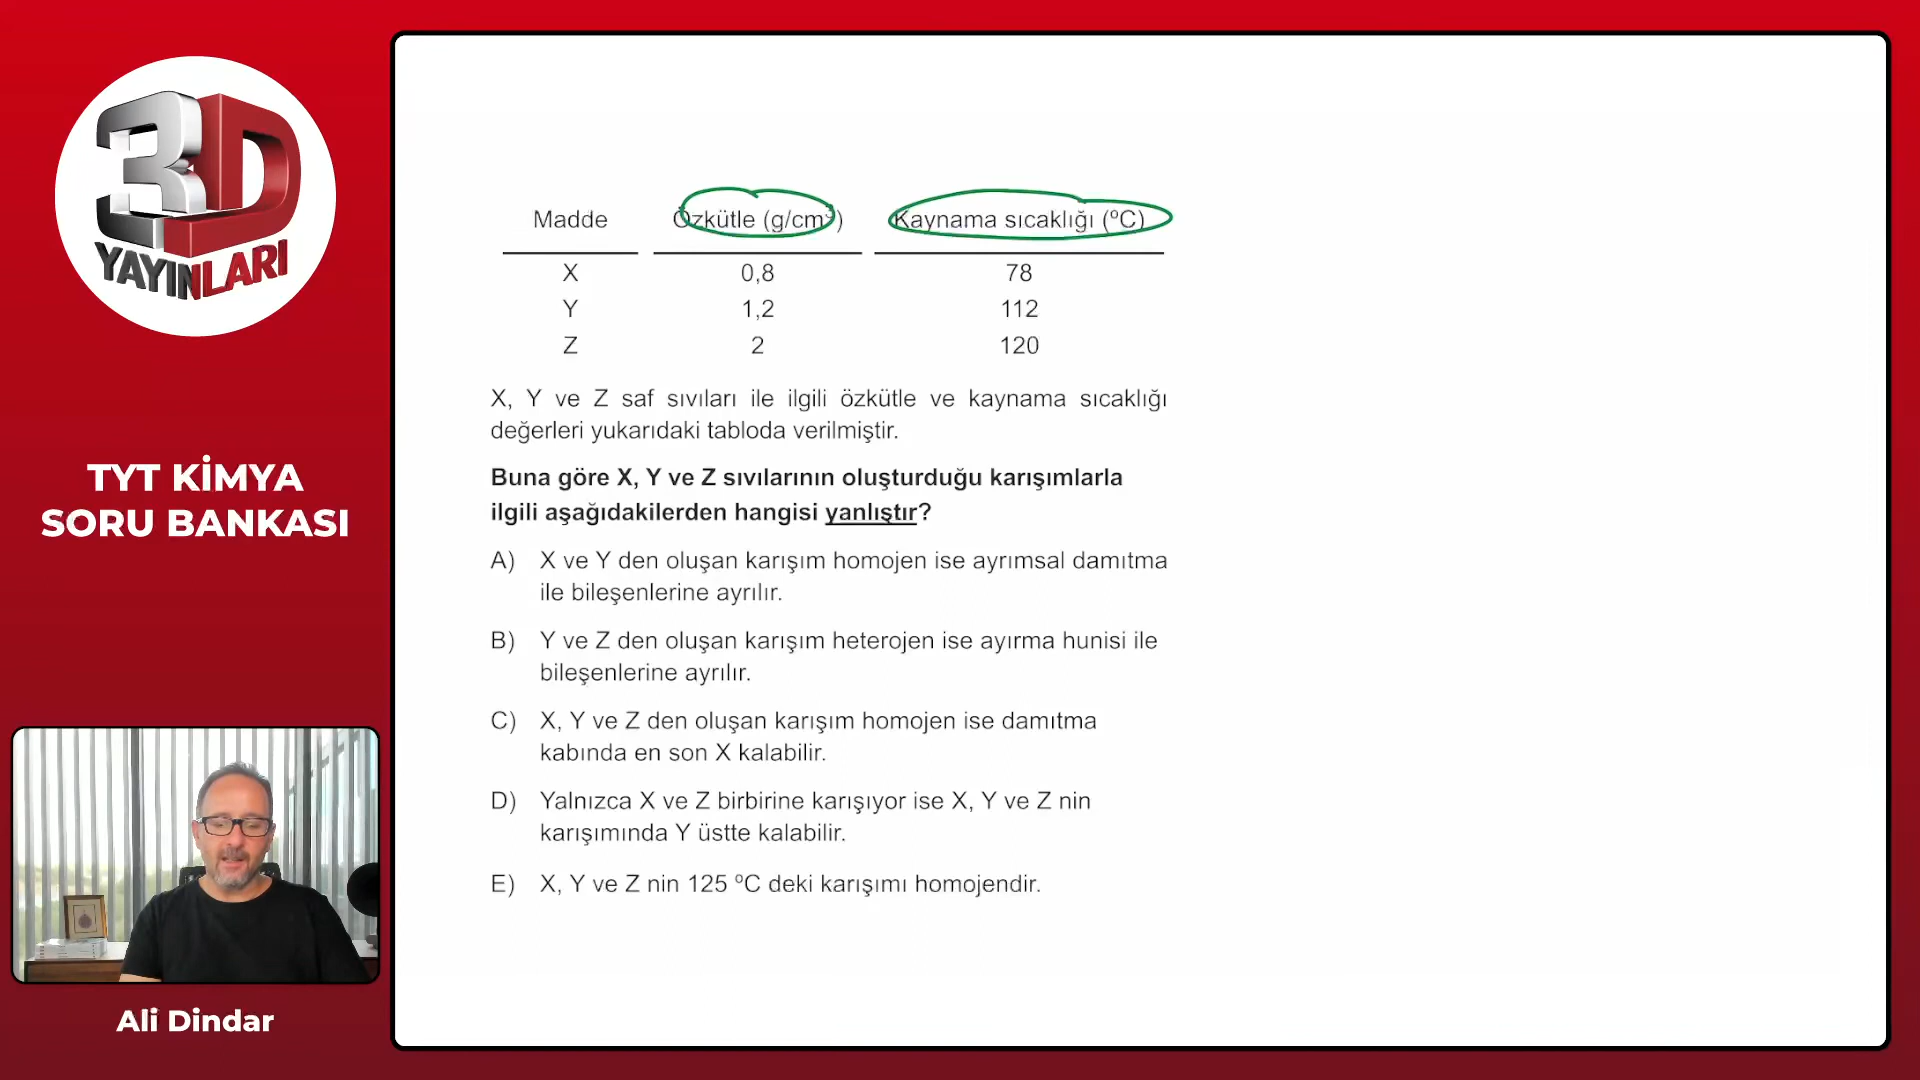 3D
YAYINLARI
TYT KİMYA
SORU BANKASI
Ali Dindar
Madde Özkütle (g/cm³) Kaynama sıcaklığı (ºC)
X 0,8 78
Y 1,2 112
Z 2 120
X, Y ve Z saf sıvıları ile ilgili özkütle ve kaynama sıcaklığı
değerleri yukarıdaki tabloda verilmiştir.
Buna göre X, Y ve Z sıvılarının oluşturduğu karışımlarla
ilgili aşağıdakilerden hangisi yanlıştır?
A) X ve Y den oluşan karışım homojen ise ayrımsal damıtma
ile bileşenlerine ayrılır.
B) Y ve Z den oluşan karışım heterojen ise ayırma hunisi ile
bileşenlerine ayrılır.
C) X, Y ve Z den oluşan karışım homojen ise damıtma
kabında en son X kalabilir.
D) Yalnızca X ve Z birbirine karışıyor ise X, Y ve Z nin
karışımında Y üstte kalabilir.
E) X, Y ve Z nin 125 ºC deki karışımı homojendir.